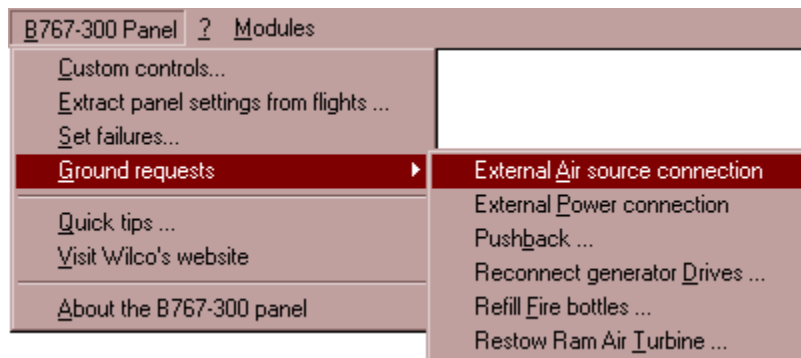 B767-300 Panel ? Modules
Custom controls...
Extract panel settings from flights ...
Set failures...
Ground requests
External Air source connection
External Power connection
Pushback ...
Reconnect generator Drives ...
Refill Fire bottles ...
Restow Ram Air Turbine ...
Quick tips ...
Visit Wilco's website
About the B767-300 panel